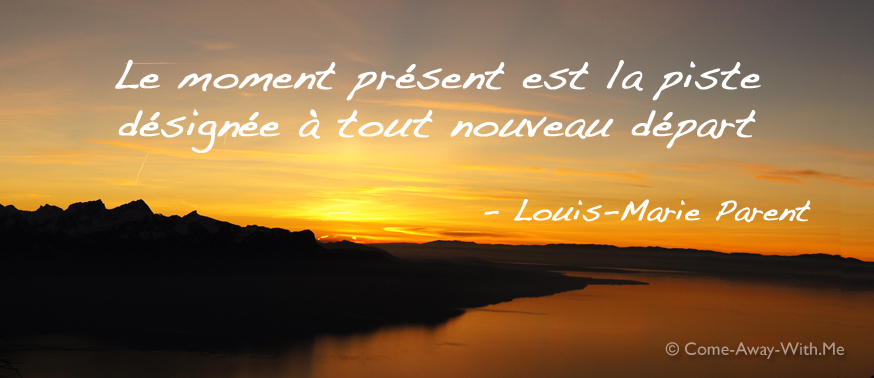 Le moment présent est la piste
désignée à tout nouveau départ
- Louis-Marie Parent
© Come-Away-With.Me